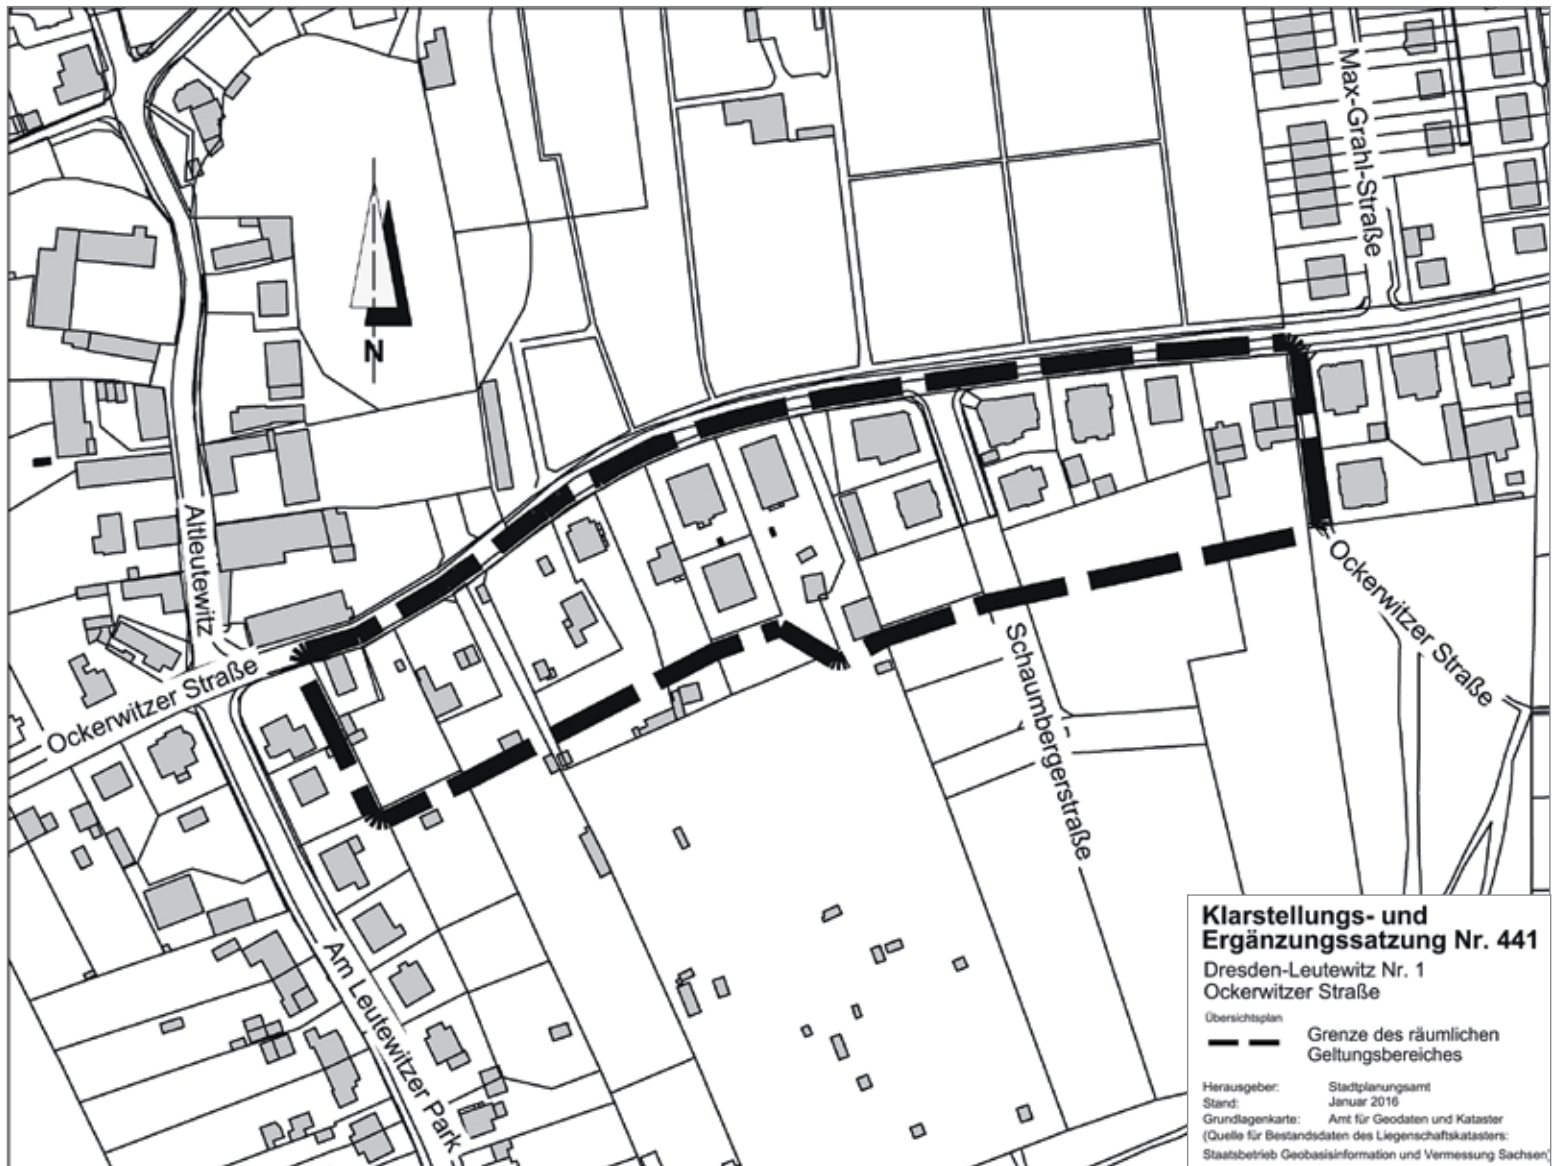 Max-Grahl-Straße
N
Altleutewitz
Ockerwitzer Straße
Ockerwitzer Straße
Schaumbergerstraße
Am Leutewitzer Park
Klarstellungs- und
Ergänzungssatzung Nr. 441
Dresden-Leutewitz Nr. 1
Ockerwitzer Straße
Übersichtsplan
Grenze des räumlichen
Geltungsbereiches
Herausgeber: Stadtplanungsamt
Stand: Januar 2016
Grundlagenkarte: Amt für Geodaten und Kataster
(Quelle für Bestandsdaten des Liegenschaftskatasters:
Staatsbetrieb Geobasisinformation und Vermessung Sachsen)